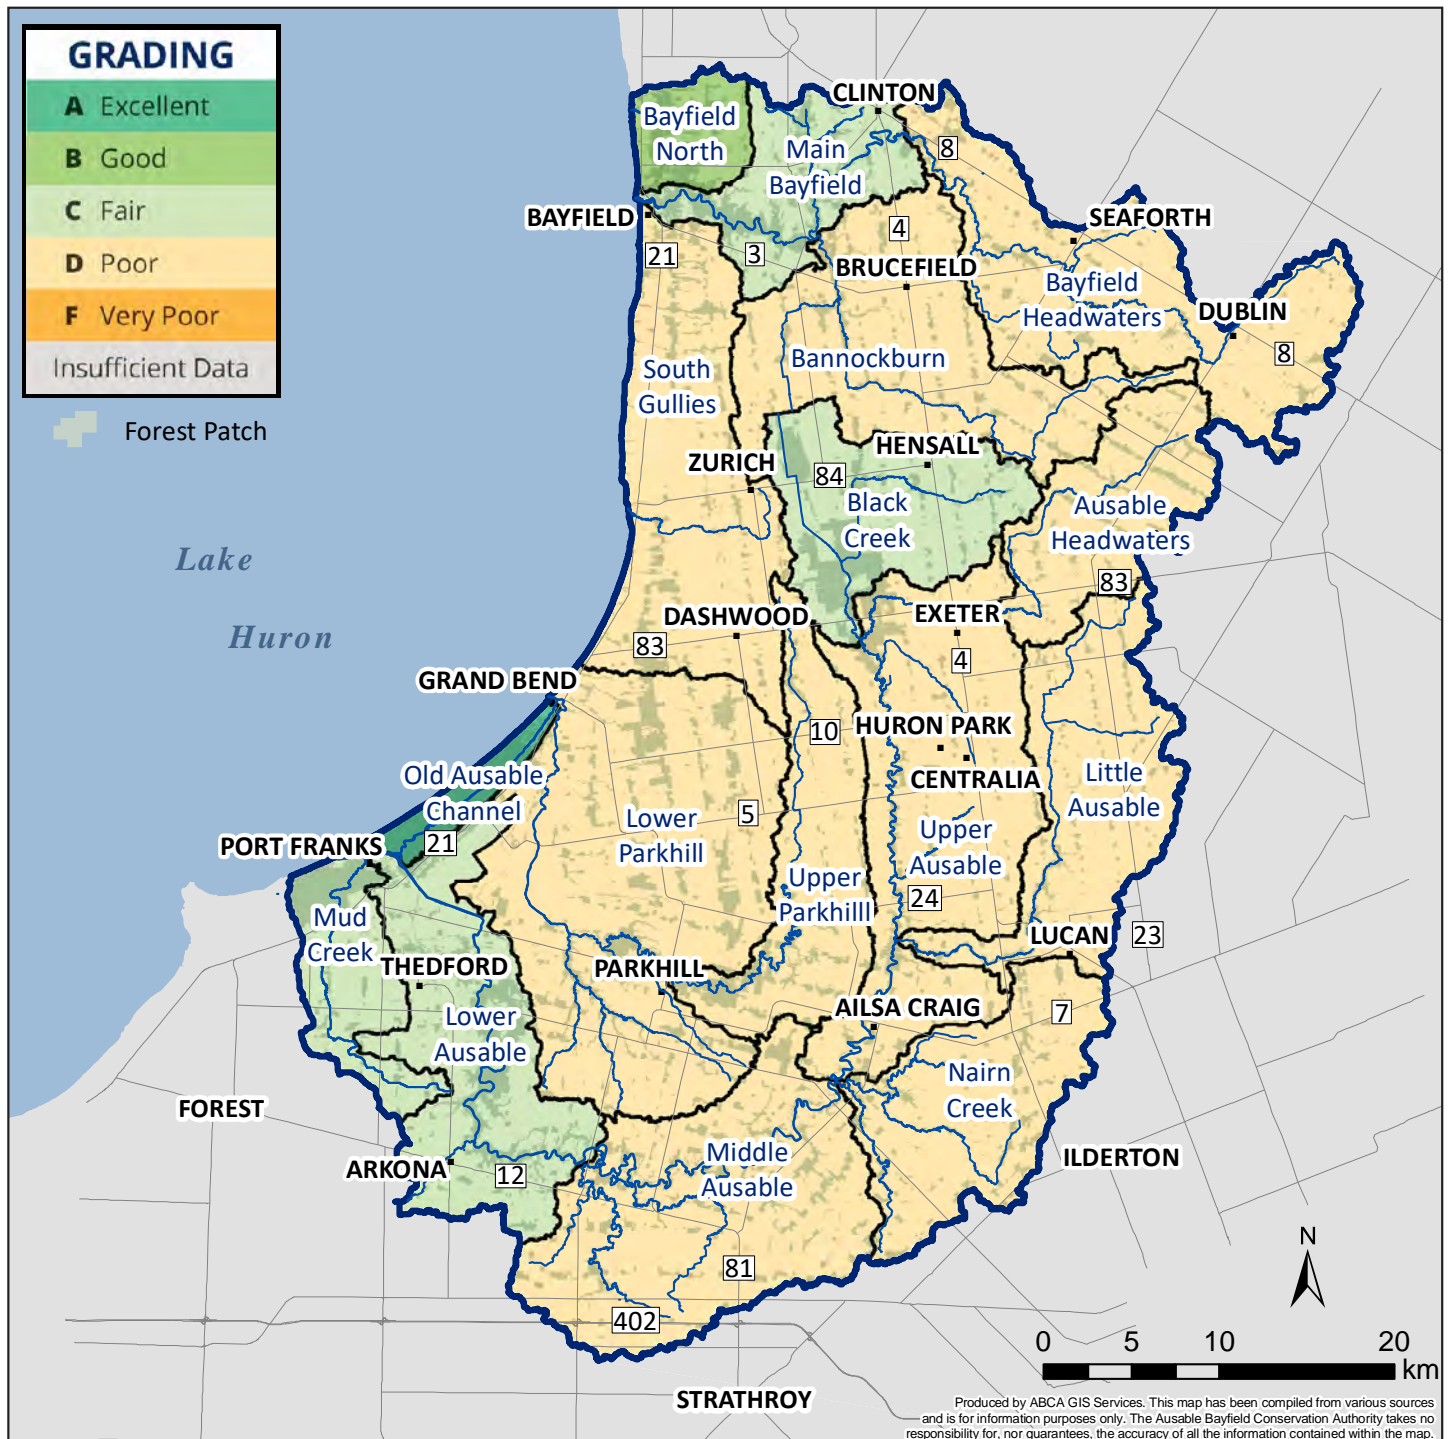 GRADING
A Excellent
B Good
C Fair
D Poor
F Very Poor
Insufficient Data
Forest Patch
Lake
Huron
CLINTON
Bayfield
North
Main
Bayfield
8
BAYFIELD
SEAFORTH
21
3
4
BRUCEFIELD
Bayfield
Headwaters
DUBLIN
8
South
Gullies
Bannockburn
ZURICH
84
HENSALL
Black
Creek
Ausable
Headwaters
83
DASHWOOD
EXETER
83
4
GRAND BEND
10
HURON PARK
CENTRALIA
Old Ausable
Channel
21
PORT FRANKS
Lower
Parkhill
5
Little
Ausable
Upper
Ausable
Upper
Parkhilll
24
Mud
Creek
LUCAN
23
THEDFORD
PARKHILL
Lower
Ausable
AILSA CRAIG
7
Nairn
Creek
FOREST
ARKONA
12
Middle
Ausable
ILDERTON
81
402
STRATHROY
N
0 5 10 20
km
Produced by ABCA GIS Services. This map has been compiled from various sources
and is for information purposes only. The Ausable Bayfield Conservation Authority takes no
responsibility for, nor guarantees, the accuracy of all the information contained within the map.